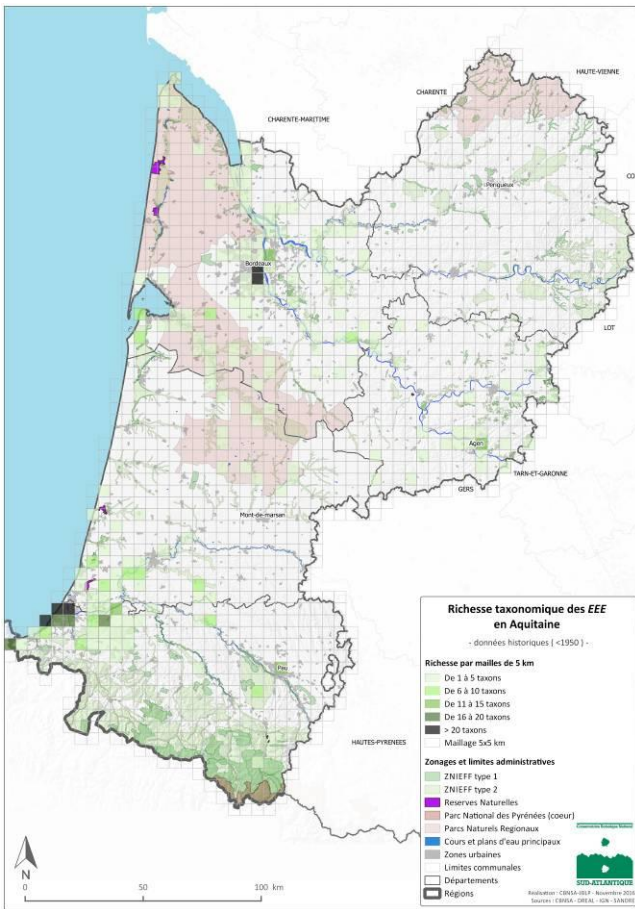 HAUTE-VIENNE
CHARENTE
CHARENTE-MARITIME
CO
Périgueux
Bordeaux
LOT
Agen
TARN-ET-GARONNE
GERS
Mont-de-marsan
Pau
HAUTES-PYRENEES
Richesse taxonomique des EEE
en Aquitaine
- données historiques ( <1950 ) -
Richesse par mailles de 5 km
De 1 à 5 taxons
De 6 à 10 taxons
De 11 à 15 taxons
De 16 à 20 taxons
> 20 taxons
Maillage 5x5 km
Zonages et limites administratives
ZNIEFF type 1
ZNIEFF type 2
Reserves Naturelles
Parc National des Pyrénées (coeur)
Parcs Naturels Regionaux
Cours et plans d'eau principaux
Zones urbaines
Limites communales
Départements
Régions
N
0 50 100 km
SUD-ATLANTIQUE
Sources : CBNSA - DREAL - IGN - SANDRE